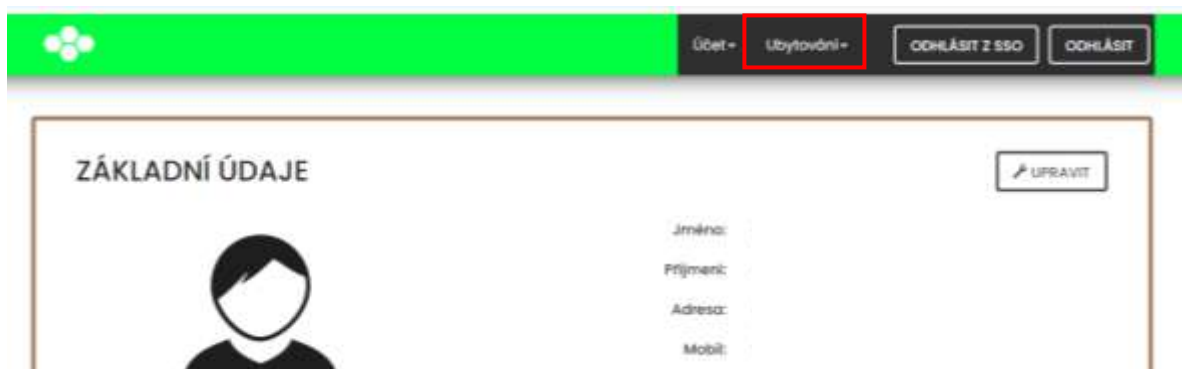 Účet Ubytování ODHLÁSIT Z SSO ODHLÁSIT
ZÁKLADNÍ ÚDAJE
UPRAVIT
Jméno:
Příjmení:
Adresa:
Mobil: